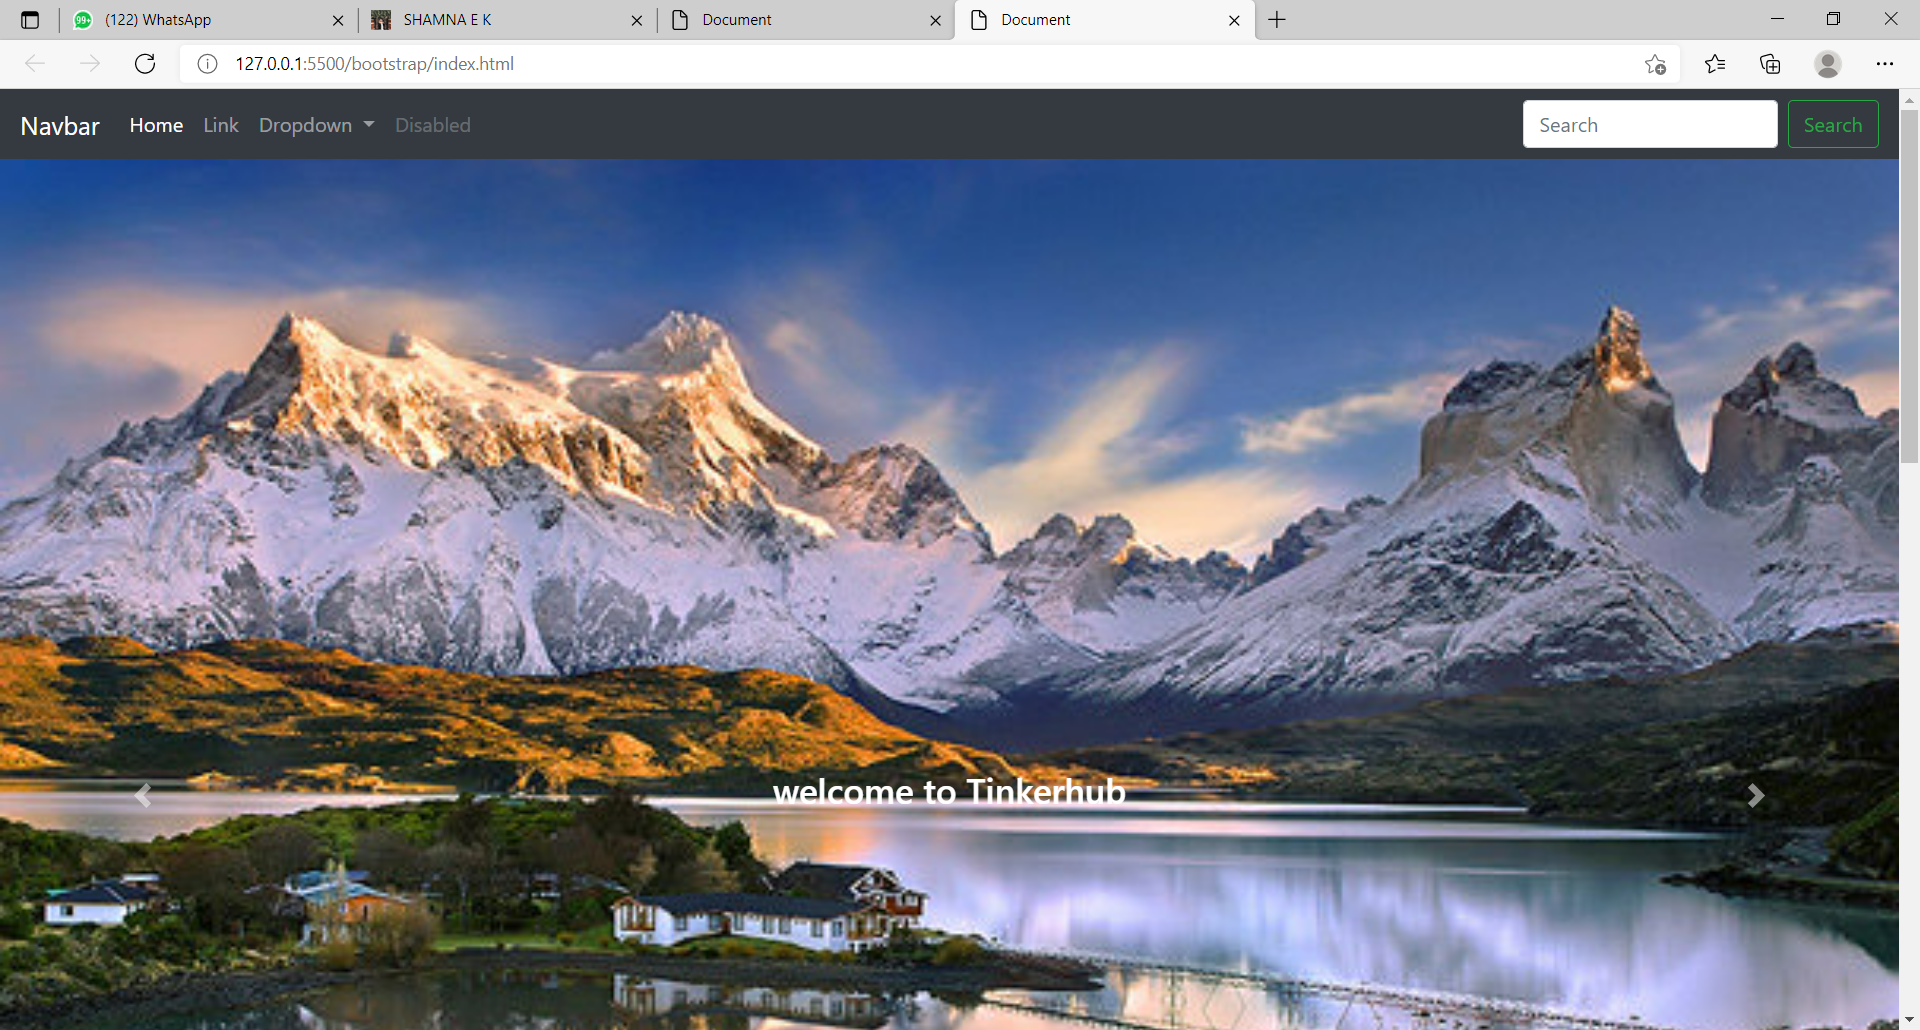 99+ (122) WhatsApp
SHAMNA E K
Document
Document
127.0.0.1:5500/bootstrap/index.html
Navbar Home Link Dropdown Disabled
Search Search
welcome to Tinkerhub